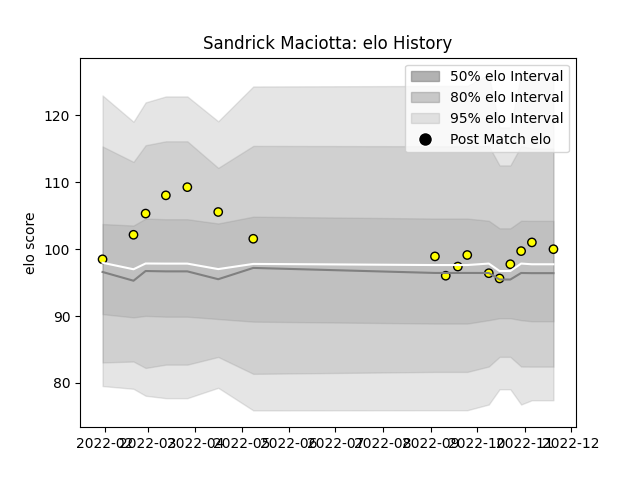 Sandrick Maciotta: elo History
50% elo Interval
80% elo Interval
95% elo Interval
Post Match elo
elo score
120
110
100
90
80
2022-02 2022-03 2022-04 2022-05 2022-06 2022-07 2022-08 2022-09 2022-10 2022-11 2022-12